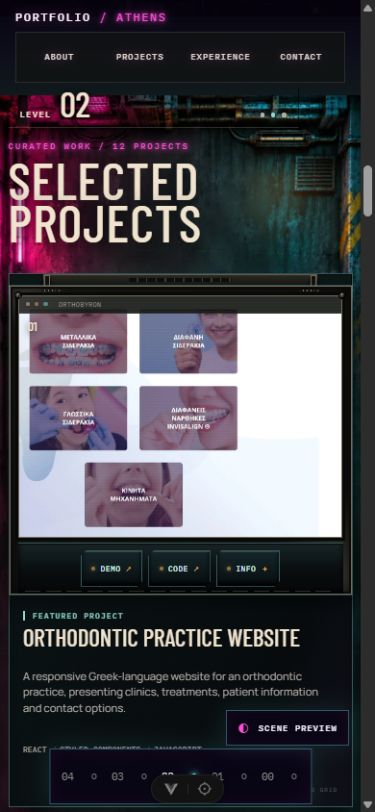 PORTFOLIO / ATHENS
ABOUT PROJECTS EXPERIENCE CONTACT
LEVEL 02
CURATED WORK / 12 PROJECTS
SELECTED
PROJECTS
ORTHOBYRON
01
ΜΕΤΑΛΛΙΚΑ
ΣΙΔΕΡΑΚΙΑ
ΔΙΑΦΑΝΗ
ΣΙΔΕΡΑΚΙΑ
ΓΛΩΣΣΙΚΑ
ΣΙΔΕΡΑΚΙΑ
ΔΙΑΦΑΝΕΙΣ
ΝΑΡΘΗΚΕΣ
INVISALIGN ®
ΚΙΝΗΤΑ
ΜΗΧΑΝΗΜΑΤΑ
DEMO ↗ CODE ↗ INFO +
FEATURED PROJECT
ORTHODONTIC PRACTICE WEBSITE
A responsive Greek-language website for an orthodontic
practice, presenting clinics, treatments, patient information
and contact options.
SCENE PREVIEW
REACT
04 03 01 00
GRID